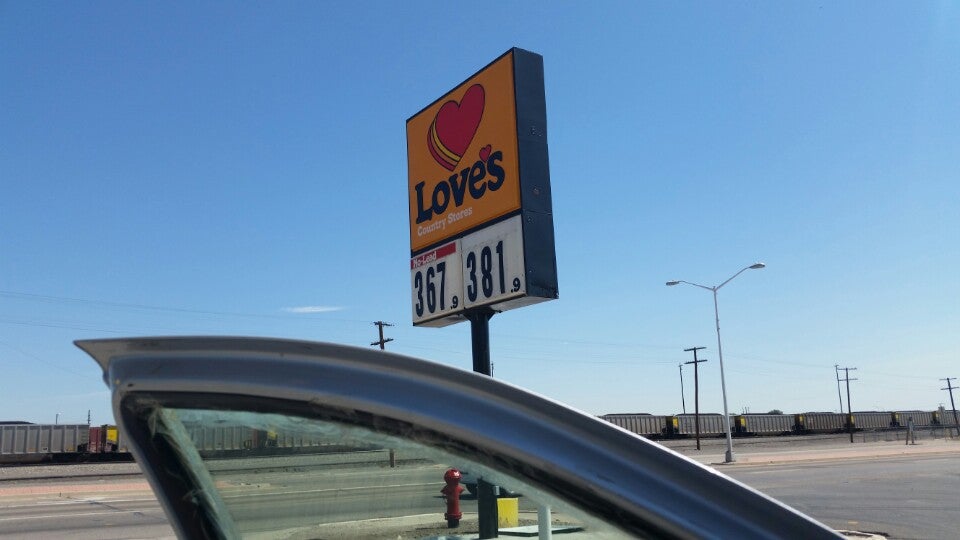 Love's
Country Stores
No-Lead
367.9 381.9